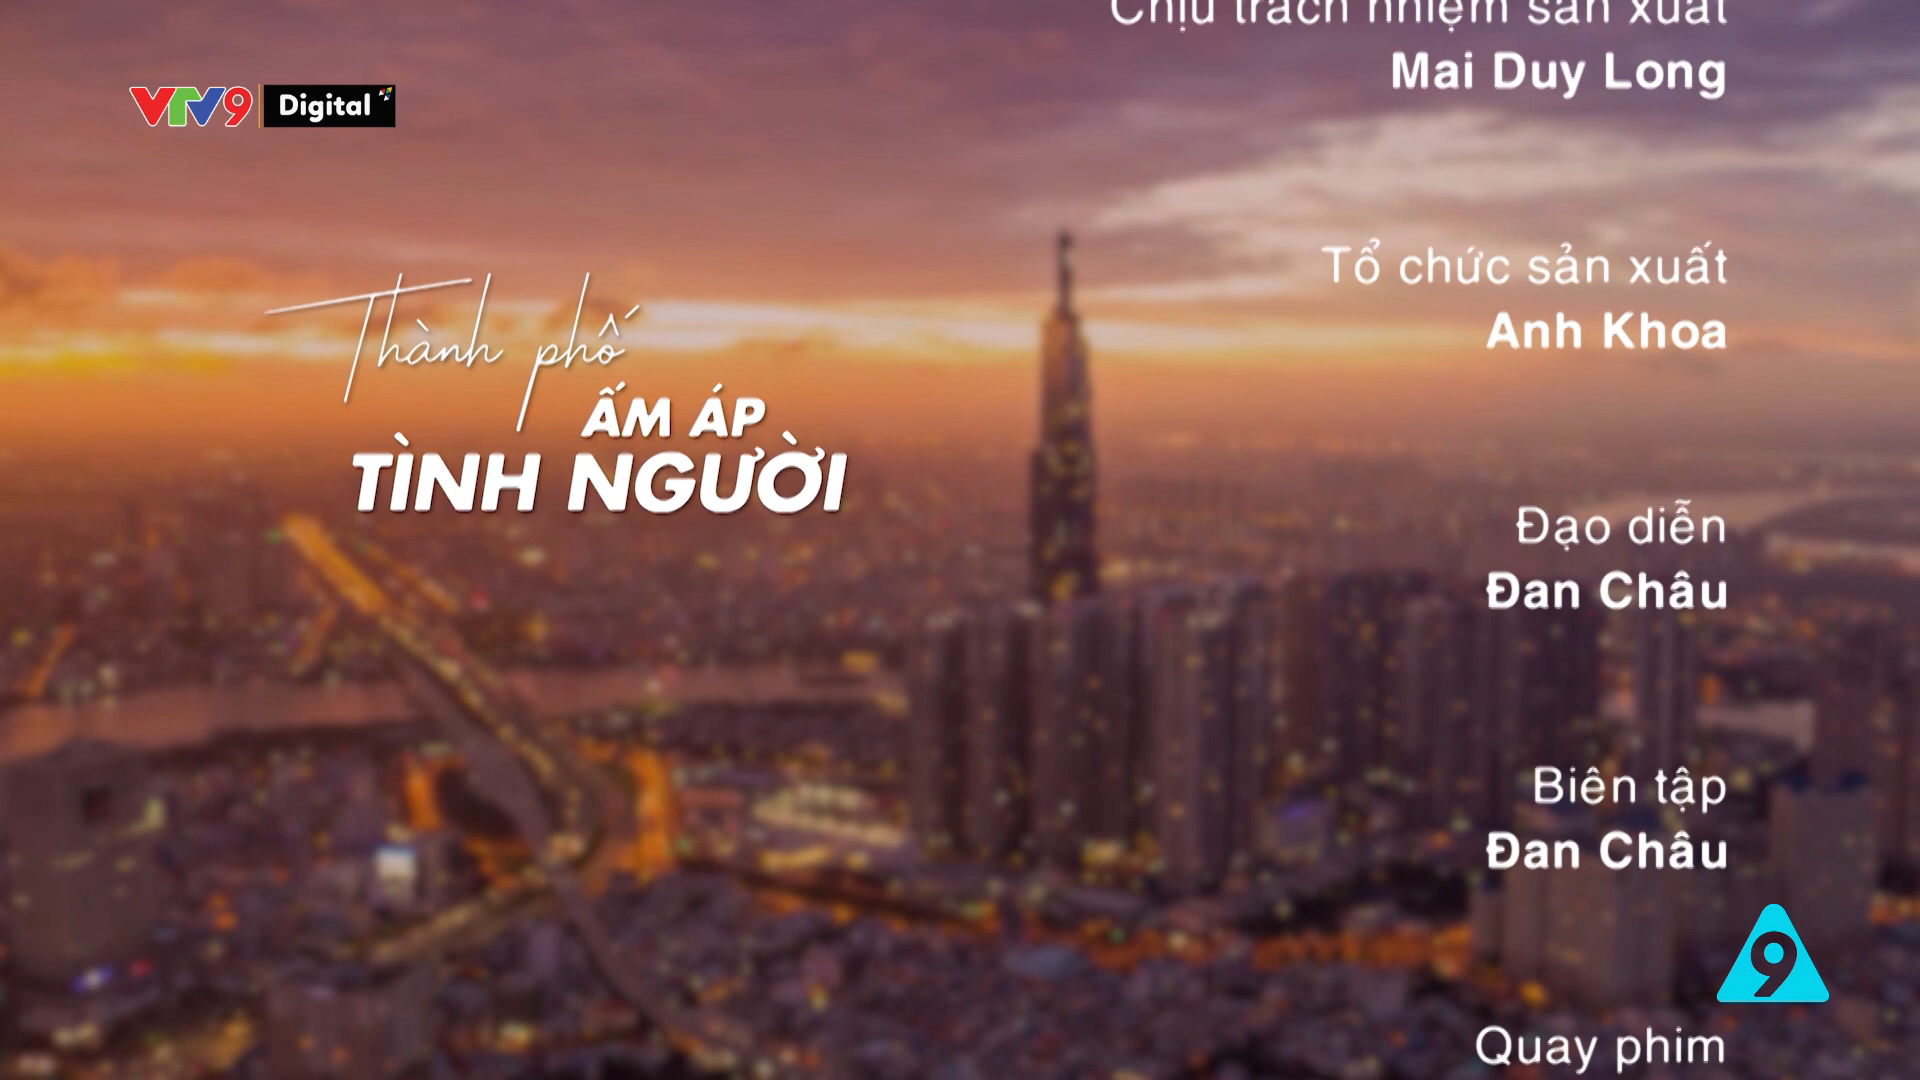 Chịu trách nhiệm sản xuất
Mai Duy Long
VTV9 Digital
Tổ chức sản xuất
Anh Khoa
Thành phố
ẤM ÁP
TÌNH NGƯỜI
Đạo diễn
Đan Châu
Biên tập
Đan Châu
9
Quay phim